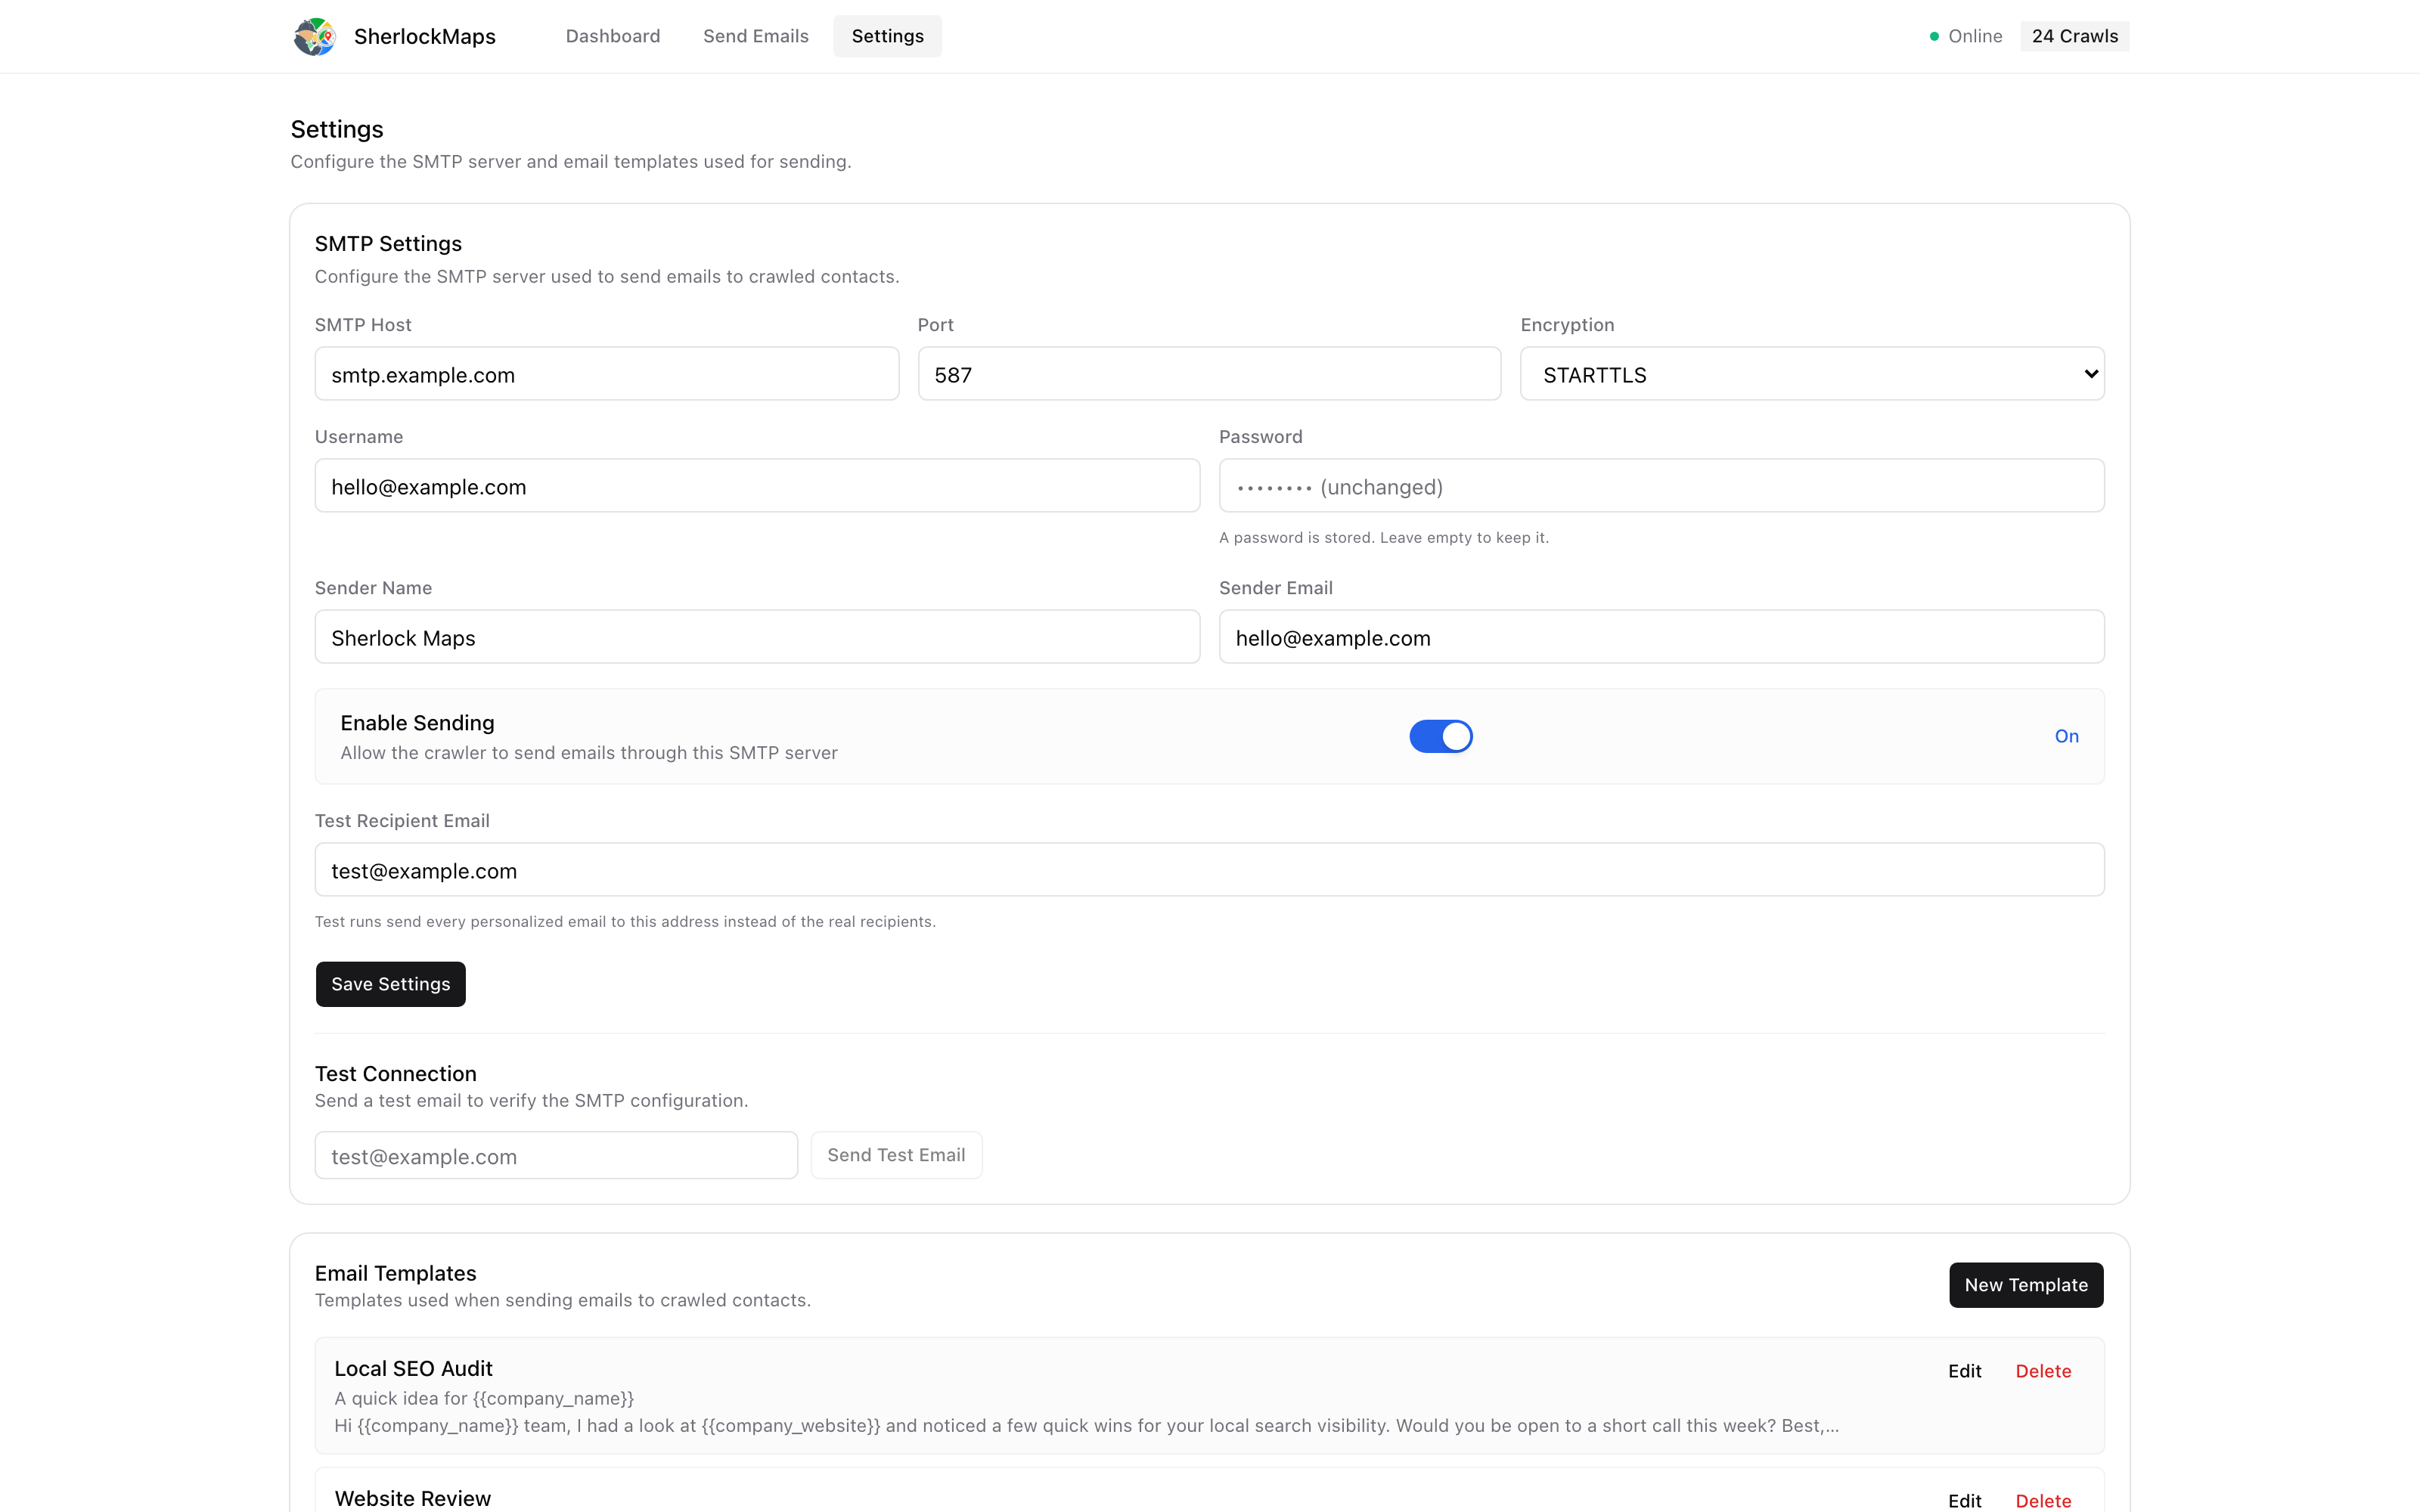 SherlockMaps
Dashboard
Send Emails
Settings
Online
24 Crawls
Settings
Configure the SMTP server and email templates used for sending.
SMTP Settings
Configure the SMTP server used to send emails to crawled contacts.
SMTP Host
Port
Encryption
smtp.example.com
587
STARTTLS
Username
Password
hello@example.com
•••••••• (unchanged)
A password is stored. Leave empty to keep it.
Sender Name
Sender Email
Sherlock Maps
hello@example.com
Enable Sending
Allow the crawler to send emails through this SMTP server
On
Test Recipient Email
test@example.com
Test runs send every personalized email to this address instead of the real recipients.
Save Settings
Test Connection
Send a test email to verify the SMTP configuration.
test@example.com
Send Test Email
Email Templates
Templates used when sending emails to crawled contacts.
New Template
Local SEO Audit
Edit
Delete
A quick idea for {{company_name}}
Hi {{company_name}} team, I had a look at {{company_website}} and noticed a few quick wins for your local search visibility. Would you be open to a short call this week? Best,...
Website Review
Edit
Delete